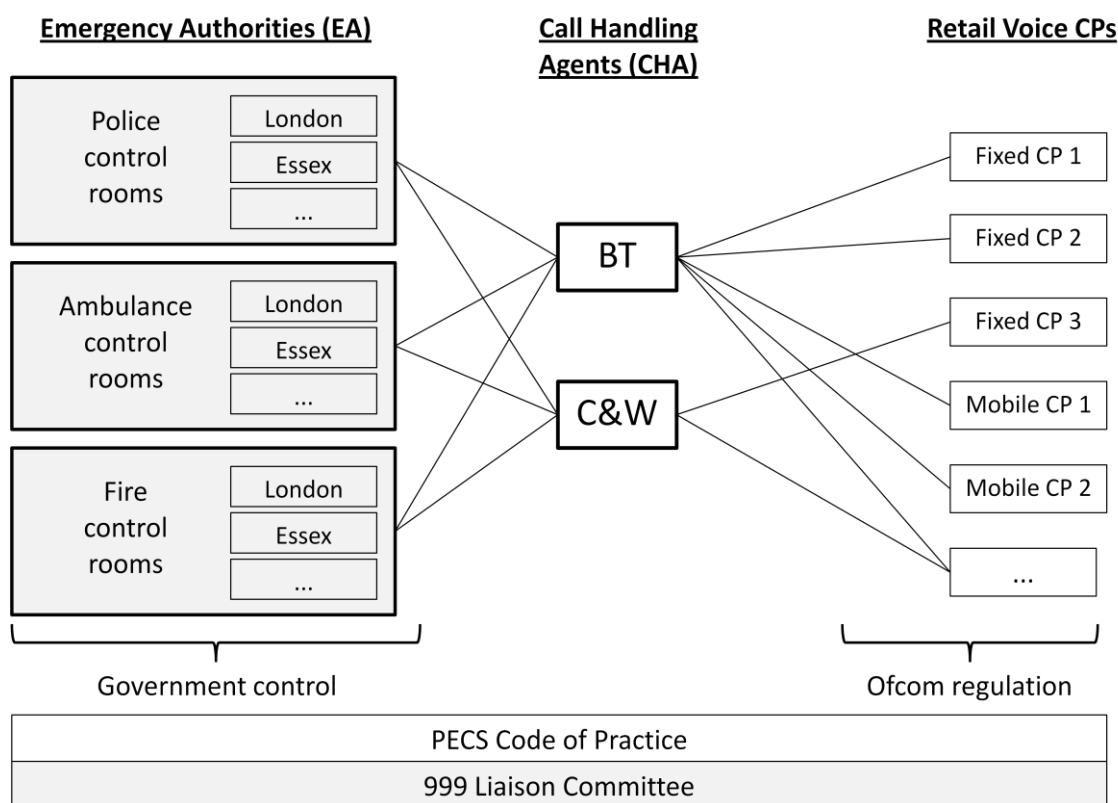 Emergency Authorities (EA)
Call Handling
Agents (CHA)
Retail Voice CPs
Police
control
rooms
London
Essex
...
Ambulance
control
rooms
London
Essex
...
Fire
control
rooms
London
Essex
...
BT
C&W
Fixed CP 1
Fixed CP 2
Fixed CP 3
Mobile CP 1
Mobile CP 2
...
Government control
Ofcom regulation
PECS Code of Practice
999 Liaison Committee